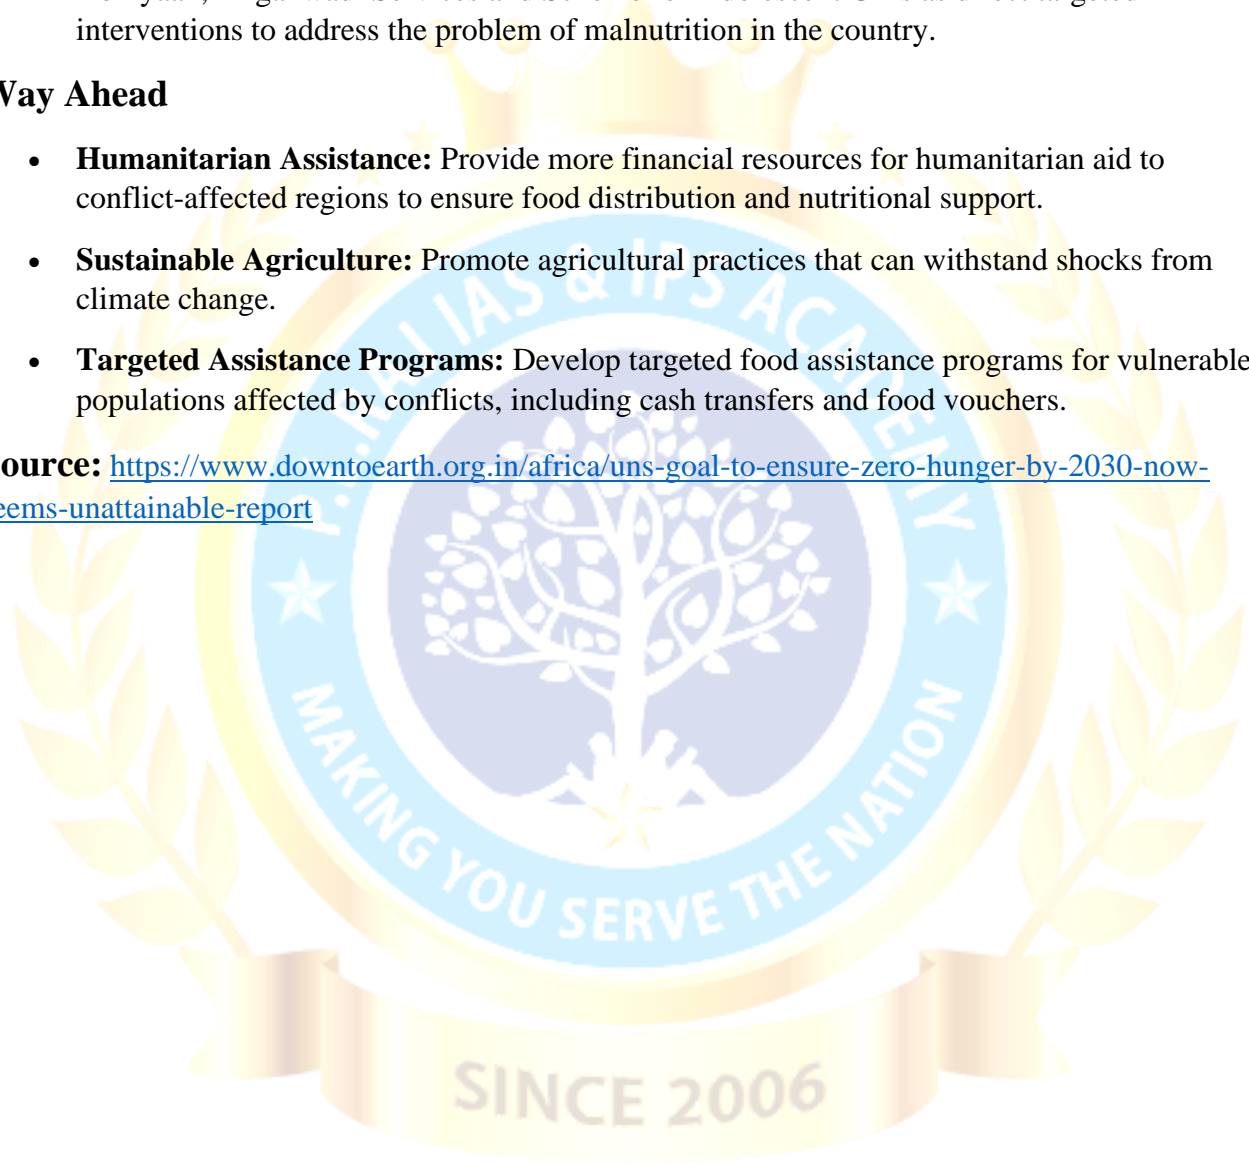 interventions to address the problem of malnutrition in the country.
Way Ahead
• Humanitarian Assistance: Provide more financial resources for humanitarian aid to
conflict-affected regions to ensure food distribution and nutritional support.
• Sustainable Agriculture: Promote agricultural practices that can withstand shocks from
climate change.
• Targeted Assistance Programs: Develop targeted food assistance programs for vulnerable
populations affected by conflicts, including cash transfers and food vouchers.
ource: https://www.downtoearth.org.in/africa/uns-goal-to-ensure-zero-hunger-by-2030-now-
eems-unattainable-report
IAS & IPS ACADEMY
MAKING YOU SERVE THE NATION
SINCE 2006